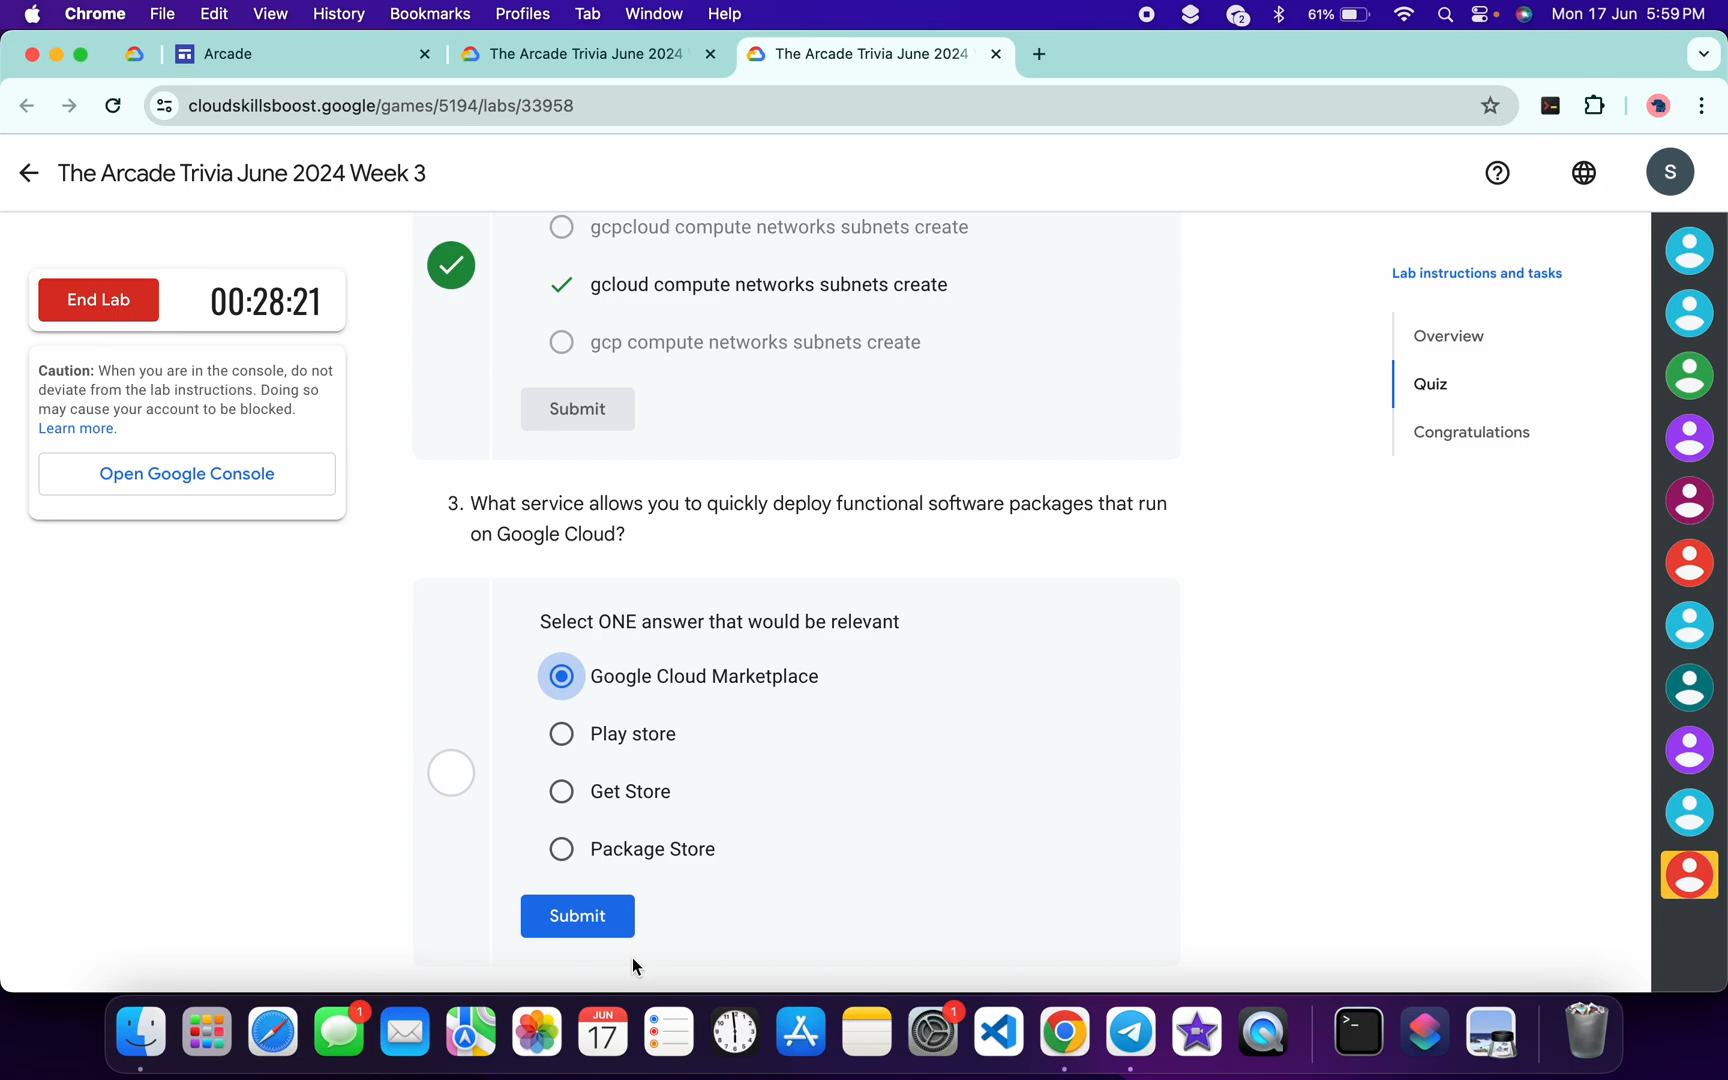 Chrome File Edit View History Bookmarks Profiles Tab Window Help 2 61% Mon 17 Jun 5:59 PM
Arcade The Arcade Trivia June 2024 The Arcade Trivia June 2024
cloudskillsboost.google/games/5194/labs/33958
The Arcade Trivia June 2024 Week 3
S
End Lab 00:28:21
Caution: When you are in the console, do not
deviate from the lab instructions. Doing so
may cause your account to be blocked.
Learn more.
Open Google Console
gcpcloud compute networks subnets create
gcloud compute networks subnets create
gcp compute networks subnets create
Submit
3. What service allows you to quickly deploy functional software packages that run
on Google Cloud?
Select ONE answer that would be relevant
Google Cloud Marketplace
Play store
Get Store
Package Store
Submit
Lab instructions and tasks
Overview
Quiz
Congratulations
1
JUN
17
1